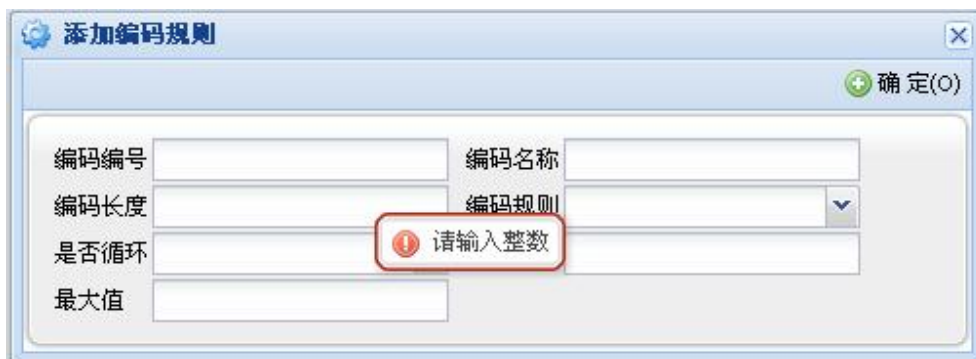 添加编码规则
确 定(O)
编码编号 编码名称
编码长度 编码规则
请输入整数
是否循环
最大值